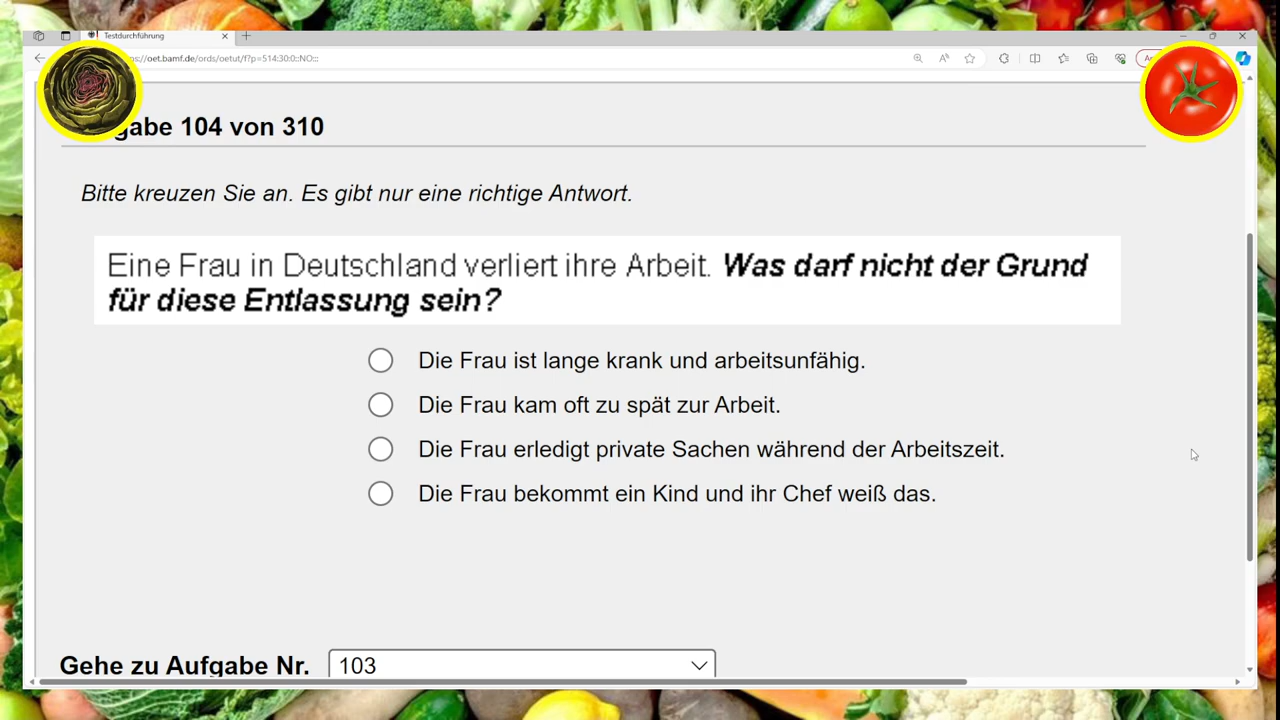 Testdurchführung
oet.bamf.de/ords/oetut/f?p=514:30:0::NO:::
gabe 104 von 310
Bitte kreuzen Sie an. Es gibt nur eine richtige Antwort.
Eine Frau in Deutschland verliert ihre Arbeit. Was darf nicht der Grund
für diese Entlassung sein?
Die Frau ist lange krank und arbeitsunfähig.
Die Frau kam oft zu spät zur Arbeit.
Die Frau erledigt private Sachen während der Arbeitszeit.
Die Frau bekommt ein Kind und ihr Chef weiß das.
Gehe zu Aufgabe Nr. 103